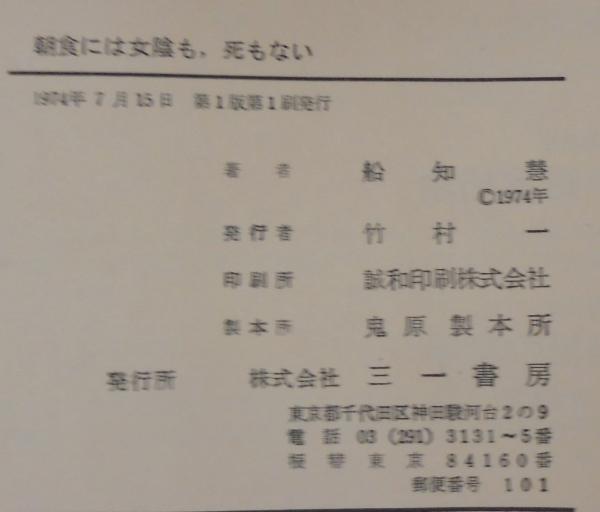 朝食には女陰も，死もない
1974年 7 月 15 日　第 1 版第 1 刷発行
著　者　船　知　慧
©1974年
発行者　竹　村　一
印刷所　誠和印刷株式会社
製本所　鬼原製本所
発行所　株式会社 三一書房
東京都千代田区神田駿河台2の9
電話 03 (291) 3131～5番
振替東京 84160番
郵便番号 101